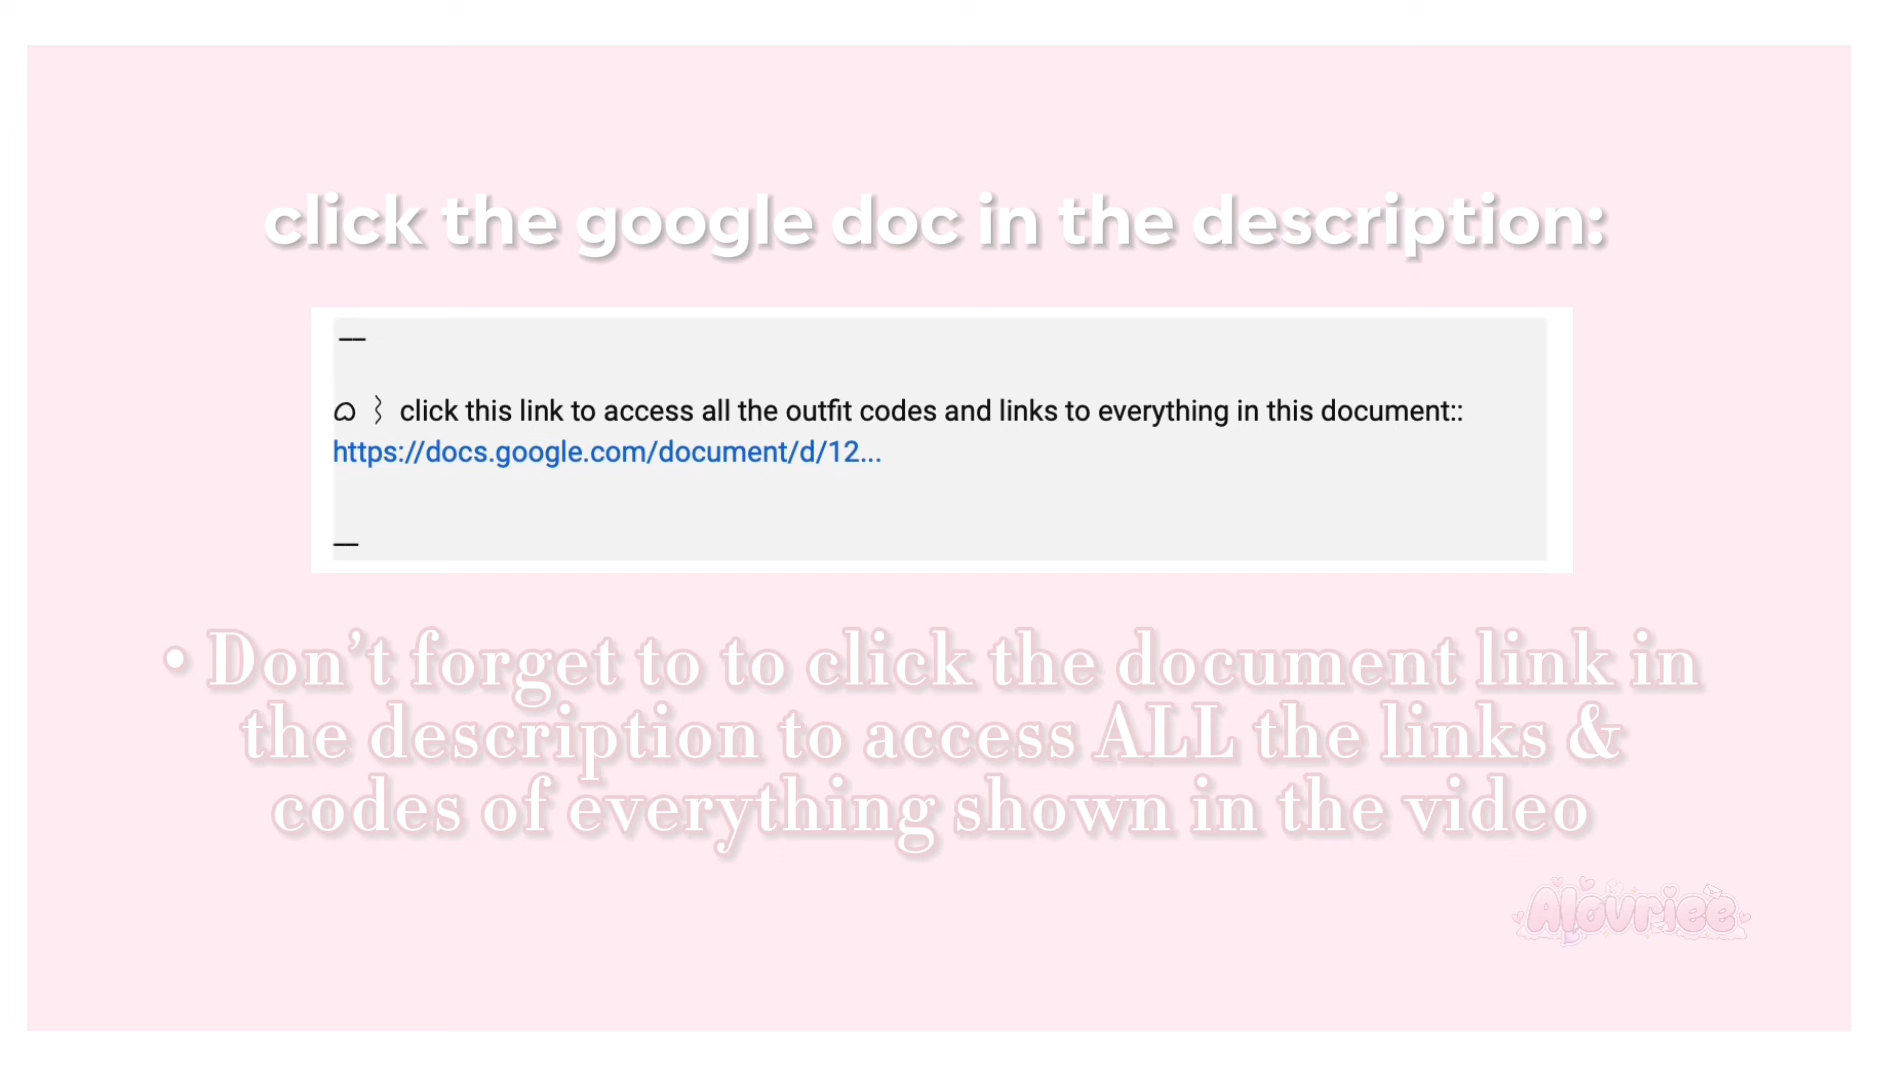 click the google doc in the description:
__
ᜊ ⌇ click this link to access all the outfit codes and links to everything in this document::
https://docs.google.com/document/d/12...
__
• Don’t forget to to click the document link in
the description to access ALL the links &
codes of everything shown in the video
Alovriee